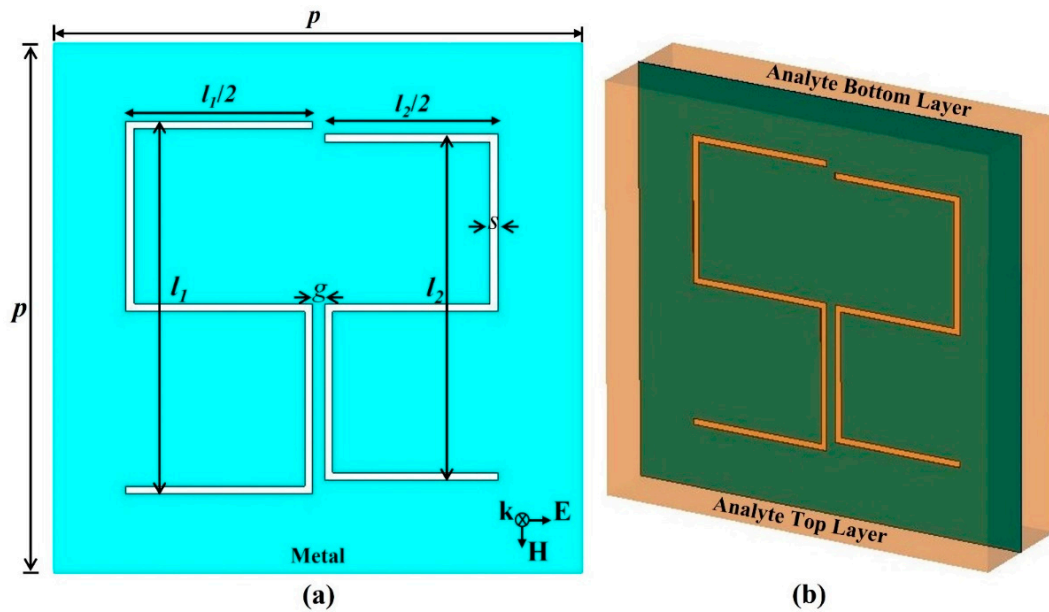 p
l₁/2
l₂/2
s
p
l₁
g
l₂
k
E
H
Metal
(a)
Analyte Bottom Layer
Analyte Top Layer
(b)